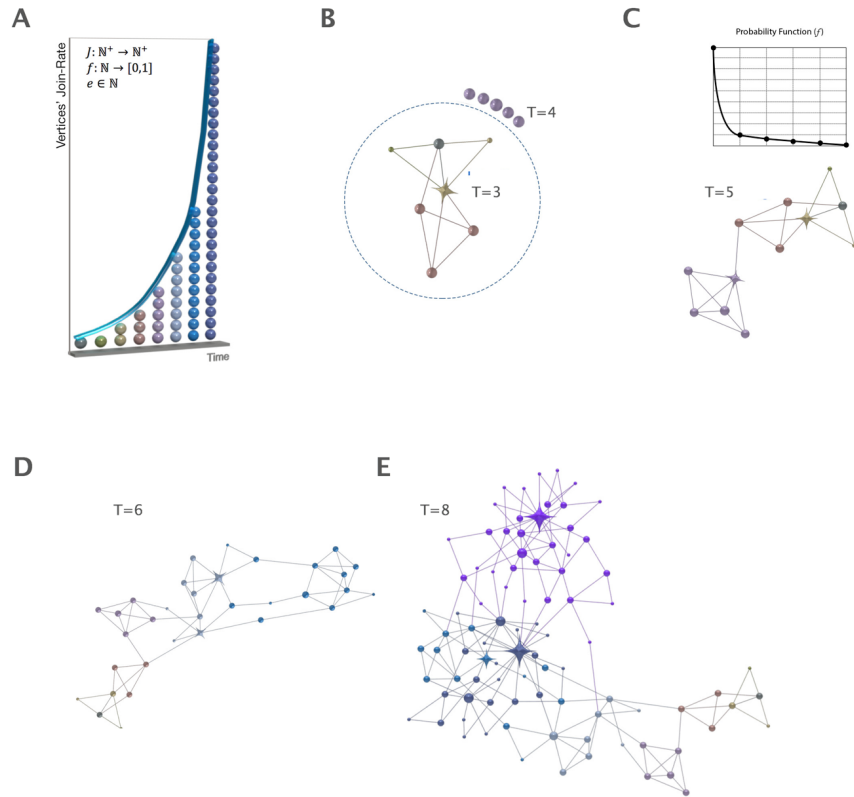 A
Vertices' Join-Rate
J: ℕ⁺ → ℕ⁺
f: ℕ → [0,1]
e ∈ ℕ
Time
B
T=4
T=3
C
Probability Function (f)
T=5
D
T=6
E
T=8